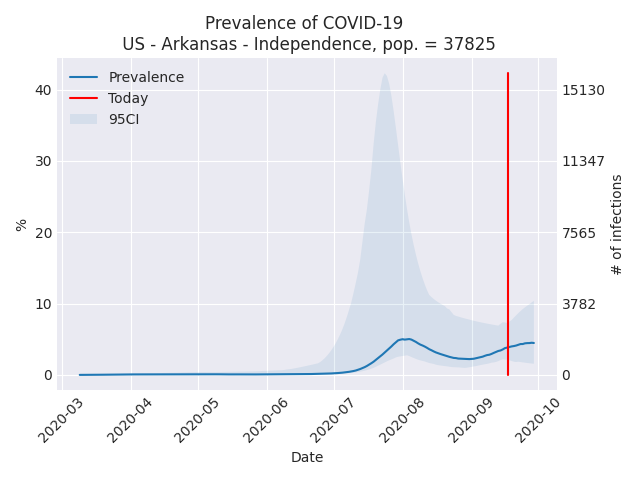 Prevalence of COVID-19
US - Arkansas - Independence, pop. = 37825
Prevalence
Today
95CI
%
40
30
20
10
0
15130
11347
7565
3782
0
# of infections
2020-03
2020-04
2020-05
2020-06
2020-07
2020-08
2020-09
2020-10
Date